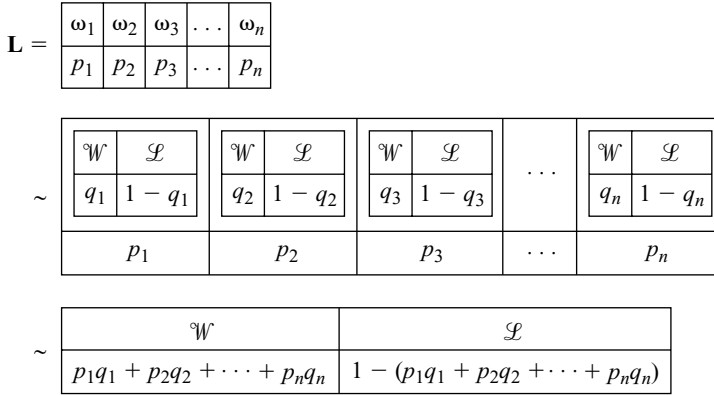 L = ω₁ ω₂ ω₃ . . . ωₙ
p₁ p₂ p₃ · · · pₙ
𝒲 ℒ 𝒲 ℒ 𝒲 ℒ · · · 𝒲 ℒ
~ q₁ 1 − q₁ q₂ 1 − q₂ q₃ 1 − q₃ qₙ 1 − qₙ
p₁ p₂ p₃ · · · pₙ
𝒲 ℒ
~ p₁q₁ + p₂q₂ + · · · + pₙqₙ 1 − (p₁q₁ + p₂q₂ + · · · + pₙqₙ)